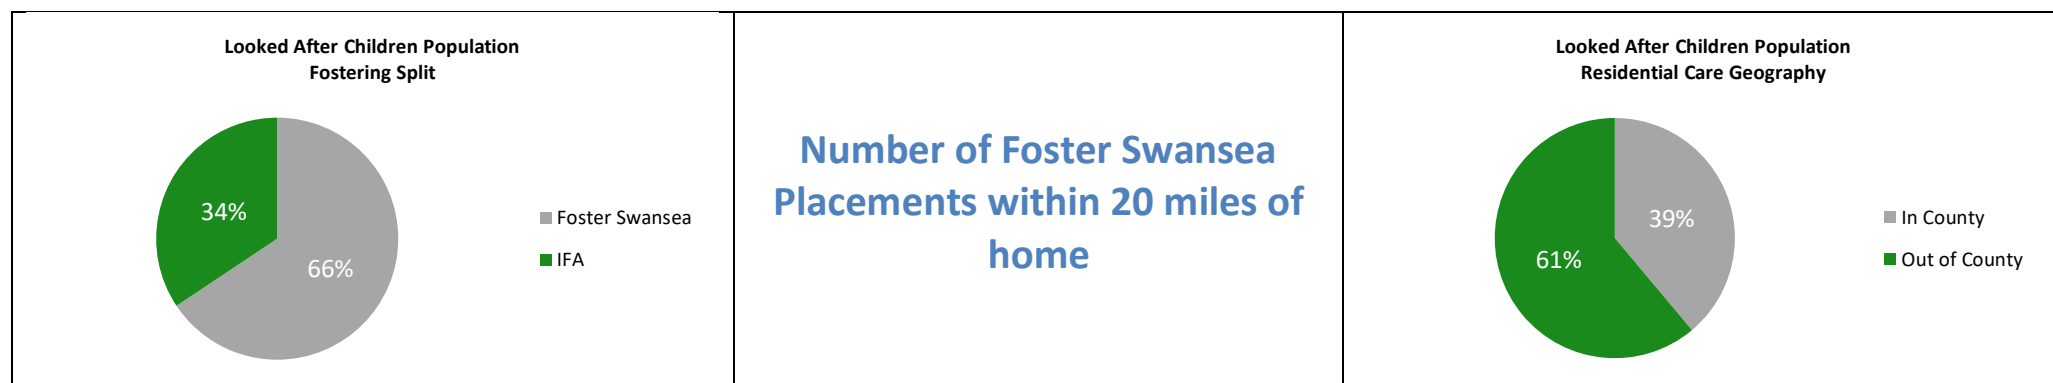 Looked After Children Population
Fostering Split
34%
66%
Foster Swansea
IFA
Number of Foster Swansea
Placements within 20 miles of
home
Looked After Children Population
Residential Care Geography
39%
61%
In County
Out of County